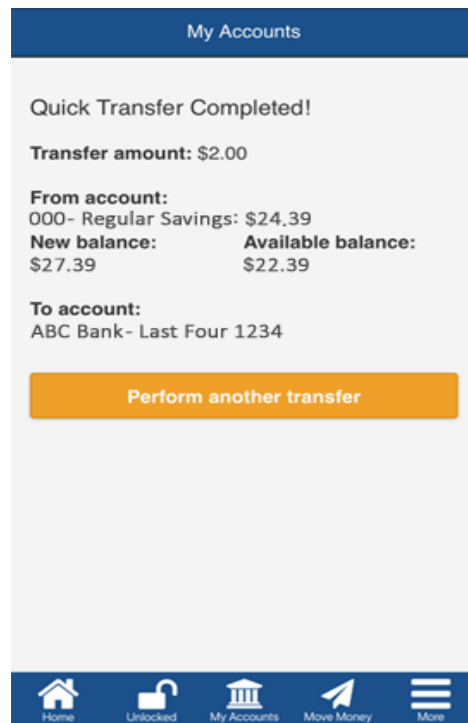 My Accounts
Quick Transfer Completed!
Transfer amount: $2.00
From account:
000- Regular Savings: $24.39
New balance: Available balance:
$27.39 $22.39
To account:
ABC Bank- Last Four 1234
Perform another transfer
Home Unlocked My Accounts Move Money More